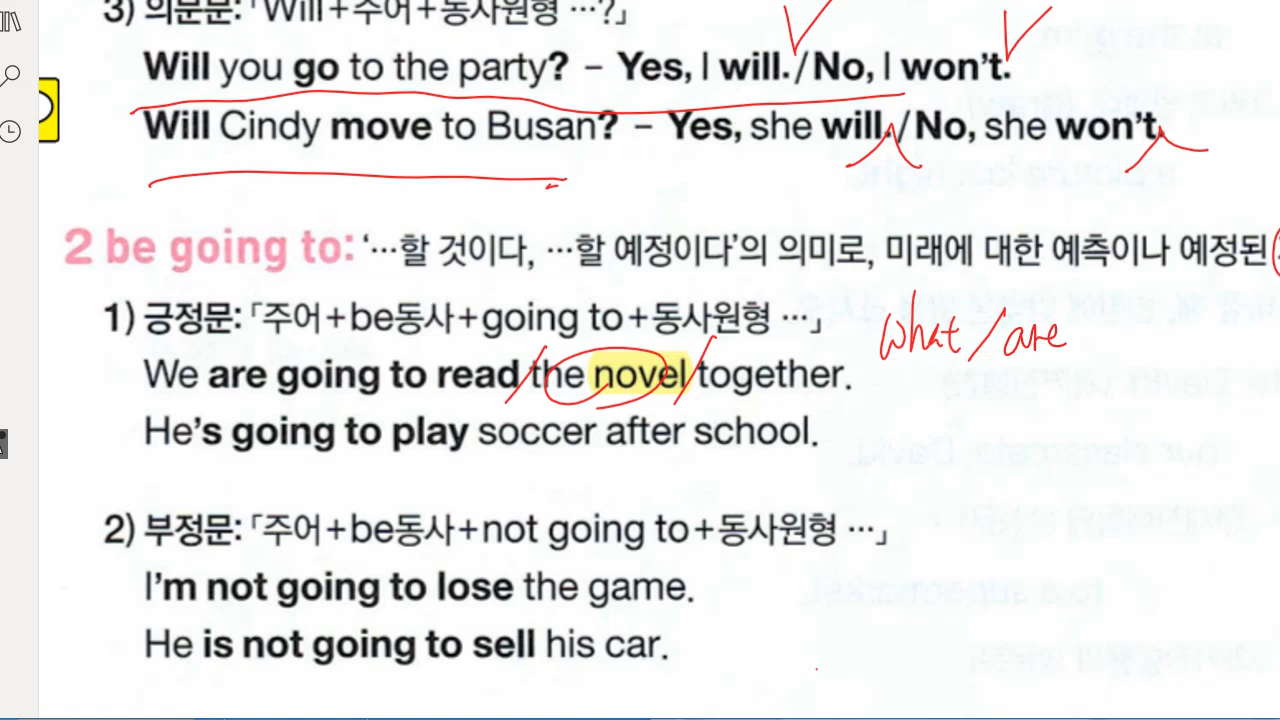 3) 의문문: 「Will+주어+동사원형 …?」
Will you go to the party? – Yes, I will./No, I won't.
Will Cindy move to Busan? – Yes, she will./No, she won't.
2 be going to: '…할 것이다, …할 예정이다'의 의미로, 미래에 대한 예측이나 예정된
1) 긍정문: 「주어+be동사+going to+동사원형 …」
what / are
We are going to read the novel together.
He's going to play soccer after school.
2) 부정문: 「주어+be동사+not going to+동사원형 …」
I'm not going to lose the game.
He is not going to sell his car.